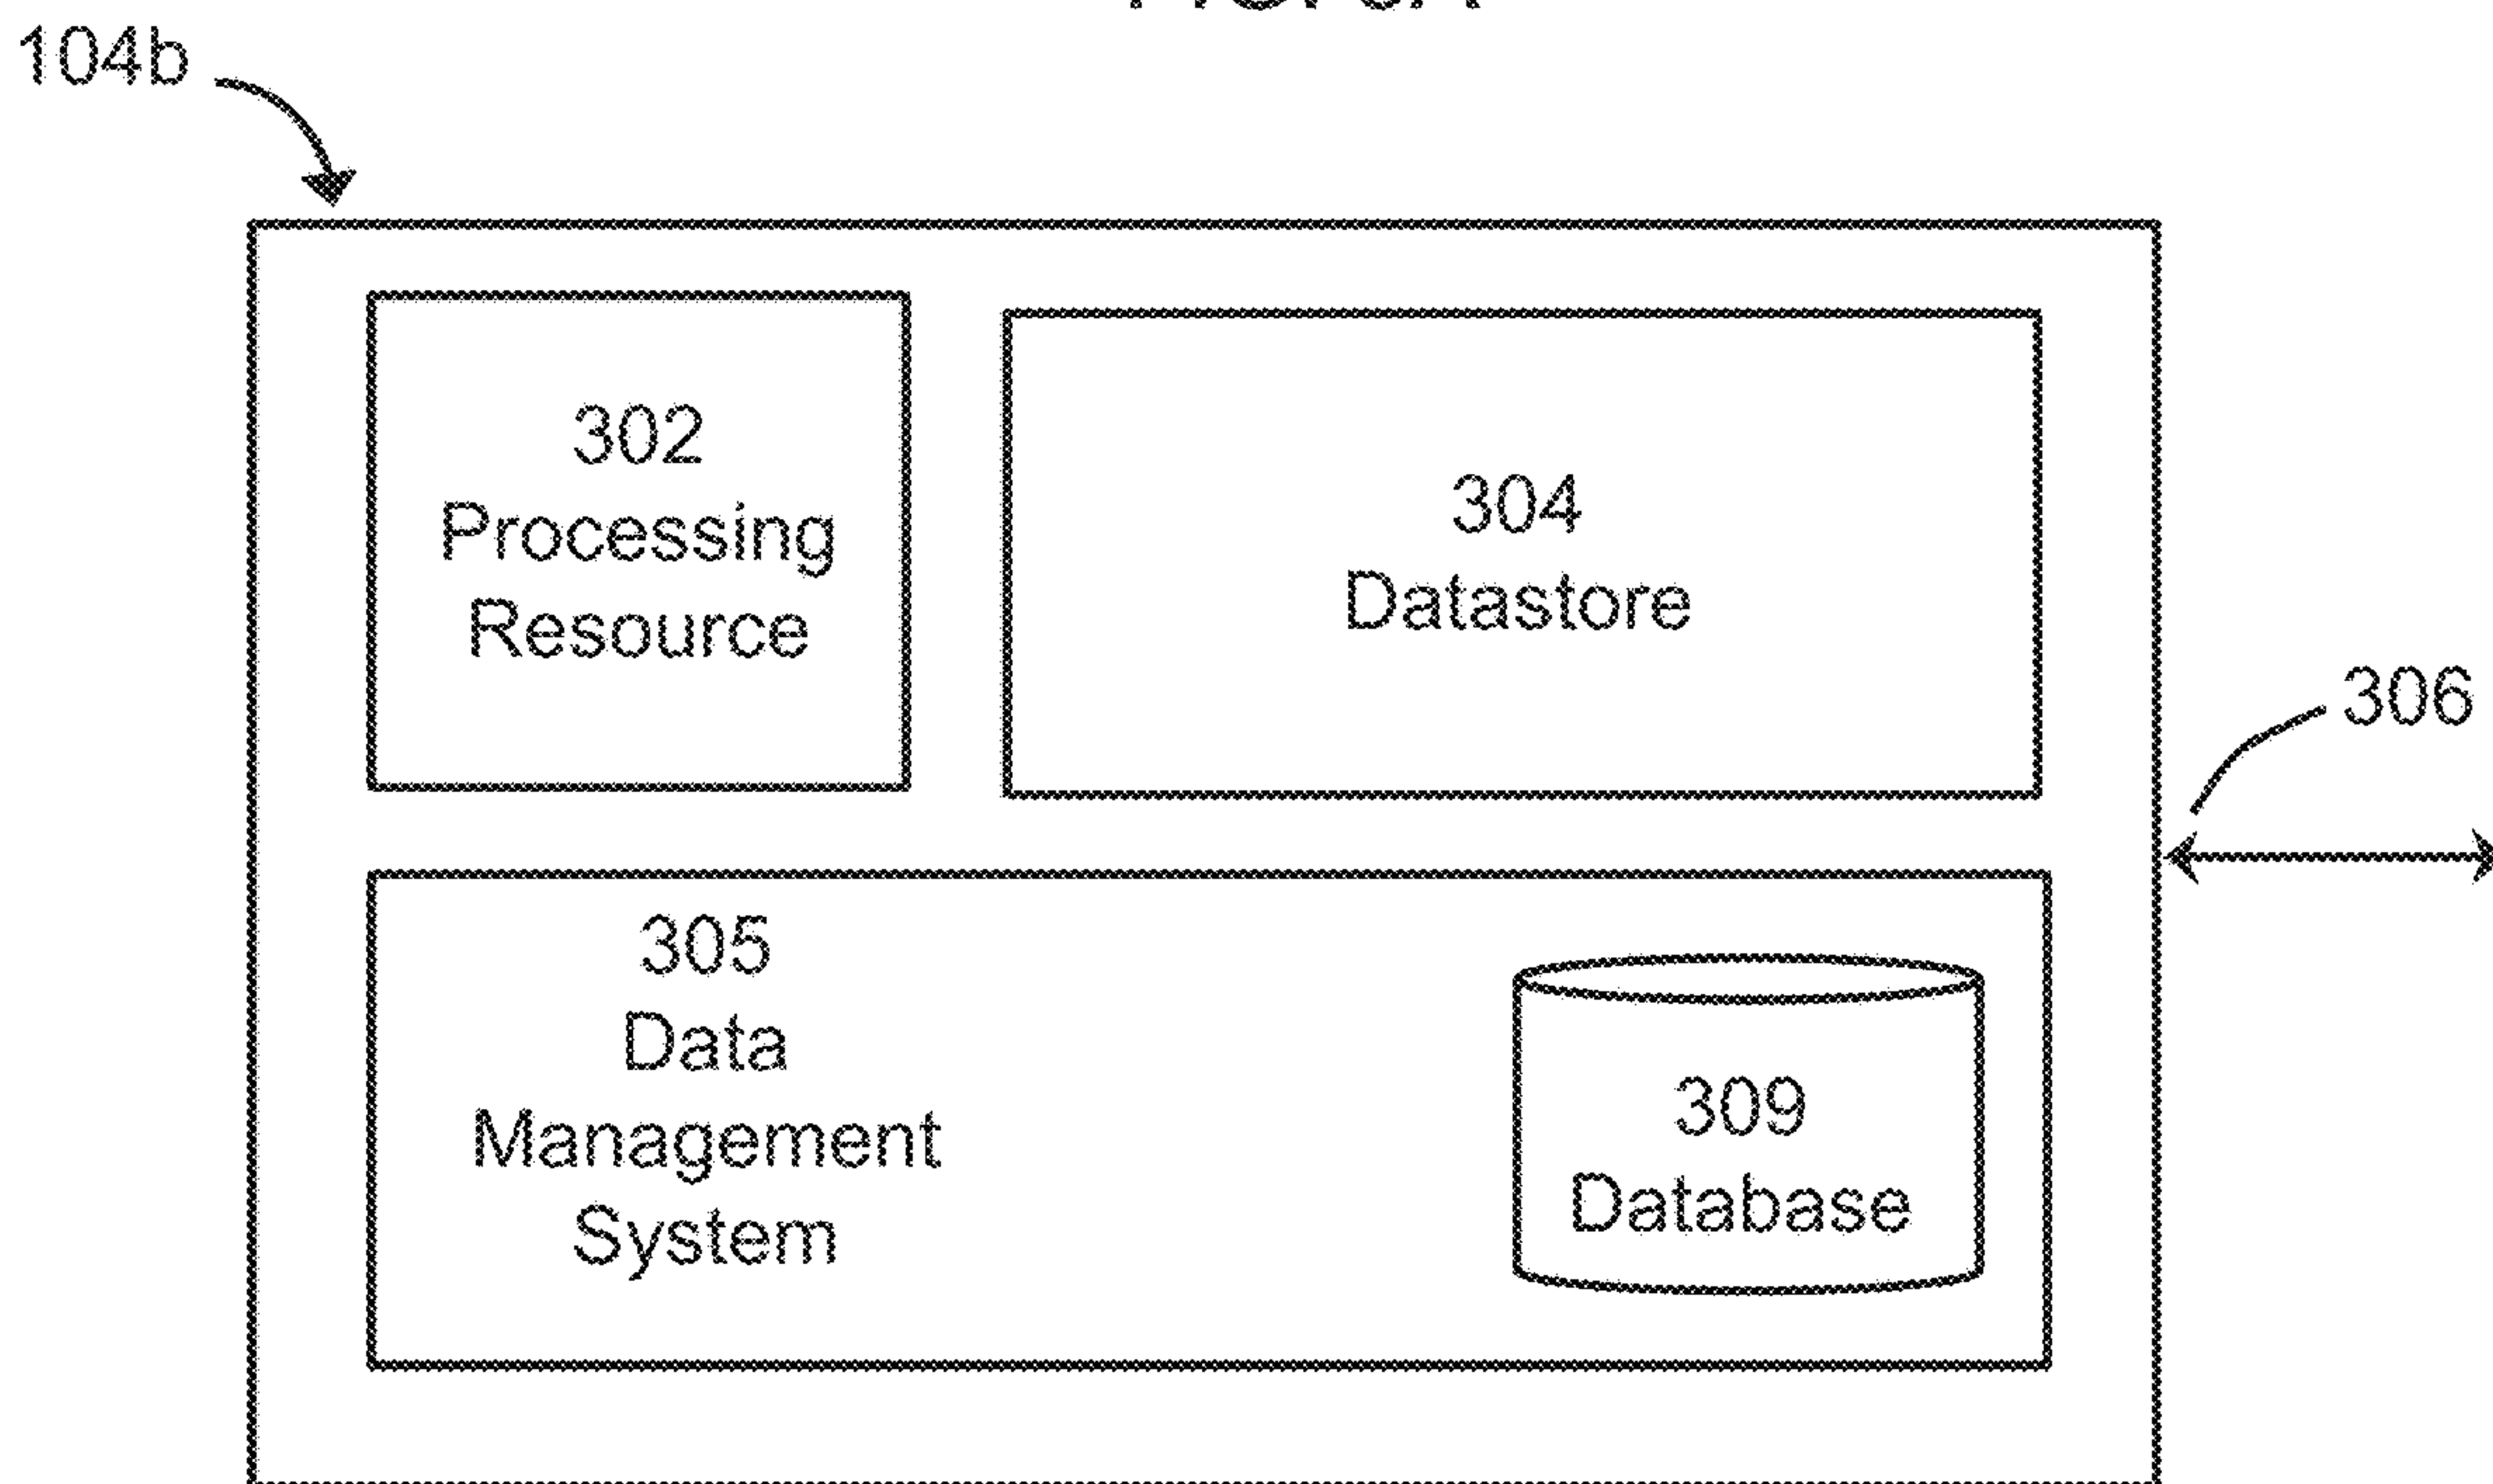 104b
302
Processing
Resource
304
Datastore
306
305
Data
Management
System
309
Database